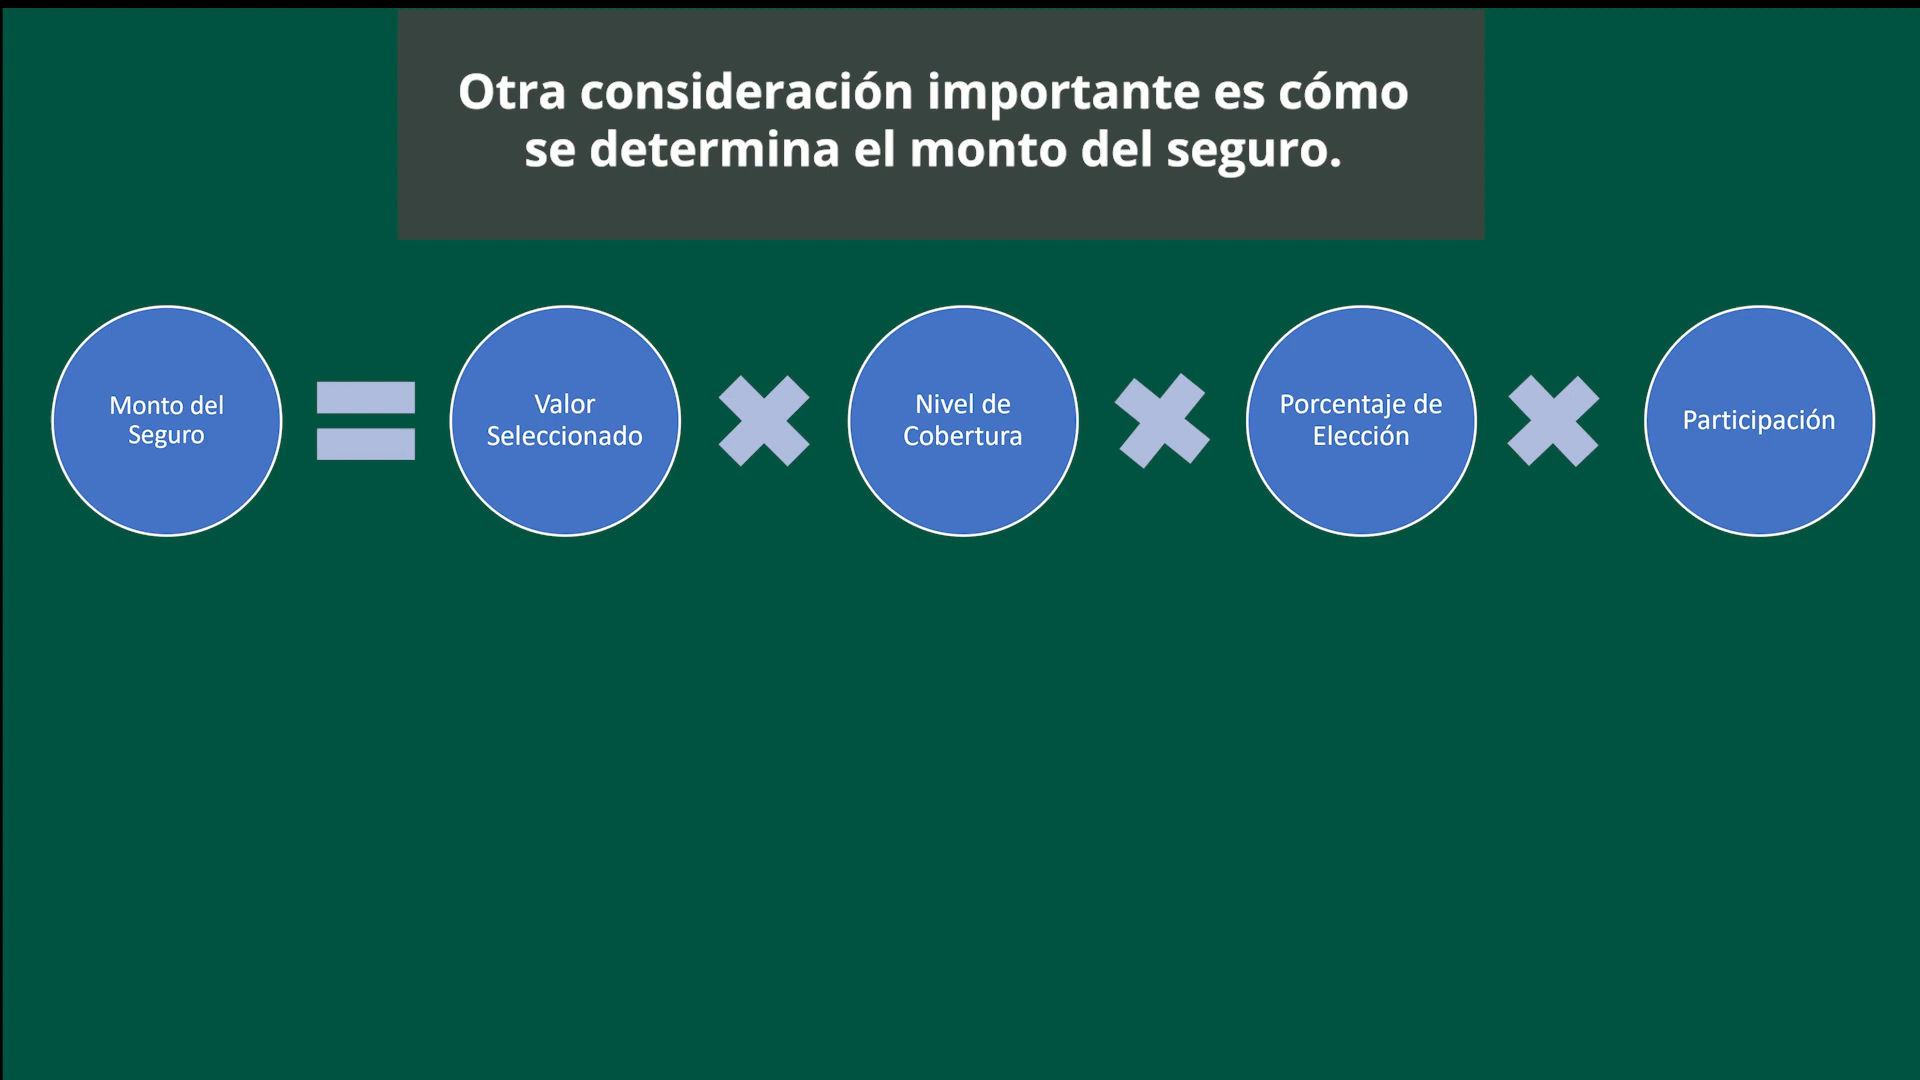 Otra consideración importante es cómo
se determina el monto del seguro.
Monto del
Seguro
Valor
Seleccionado
Nivel de
Cobertura
Porcentaje de
Elección
Participación